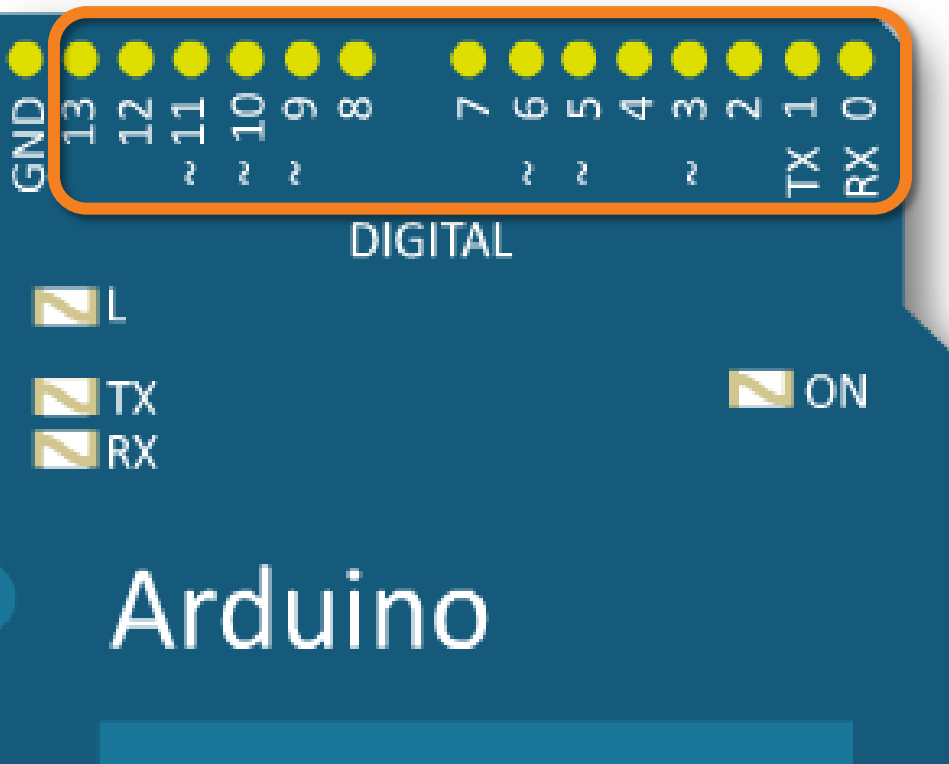 GND 13 12 11 10 9 8 7 6 5 4 3 2 1 0
~ ~ ~ ~ ~ ~ TX RX
DIGITAL
L
TX
ON
RX
Arduino